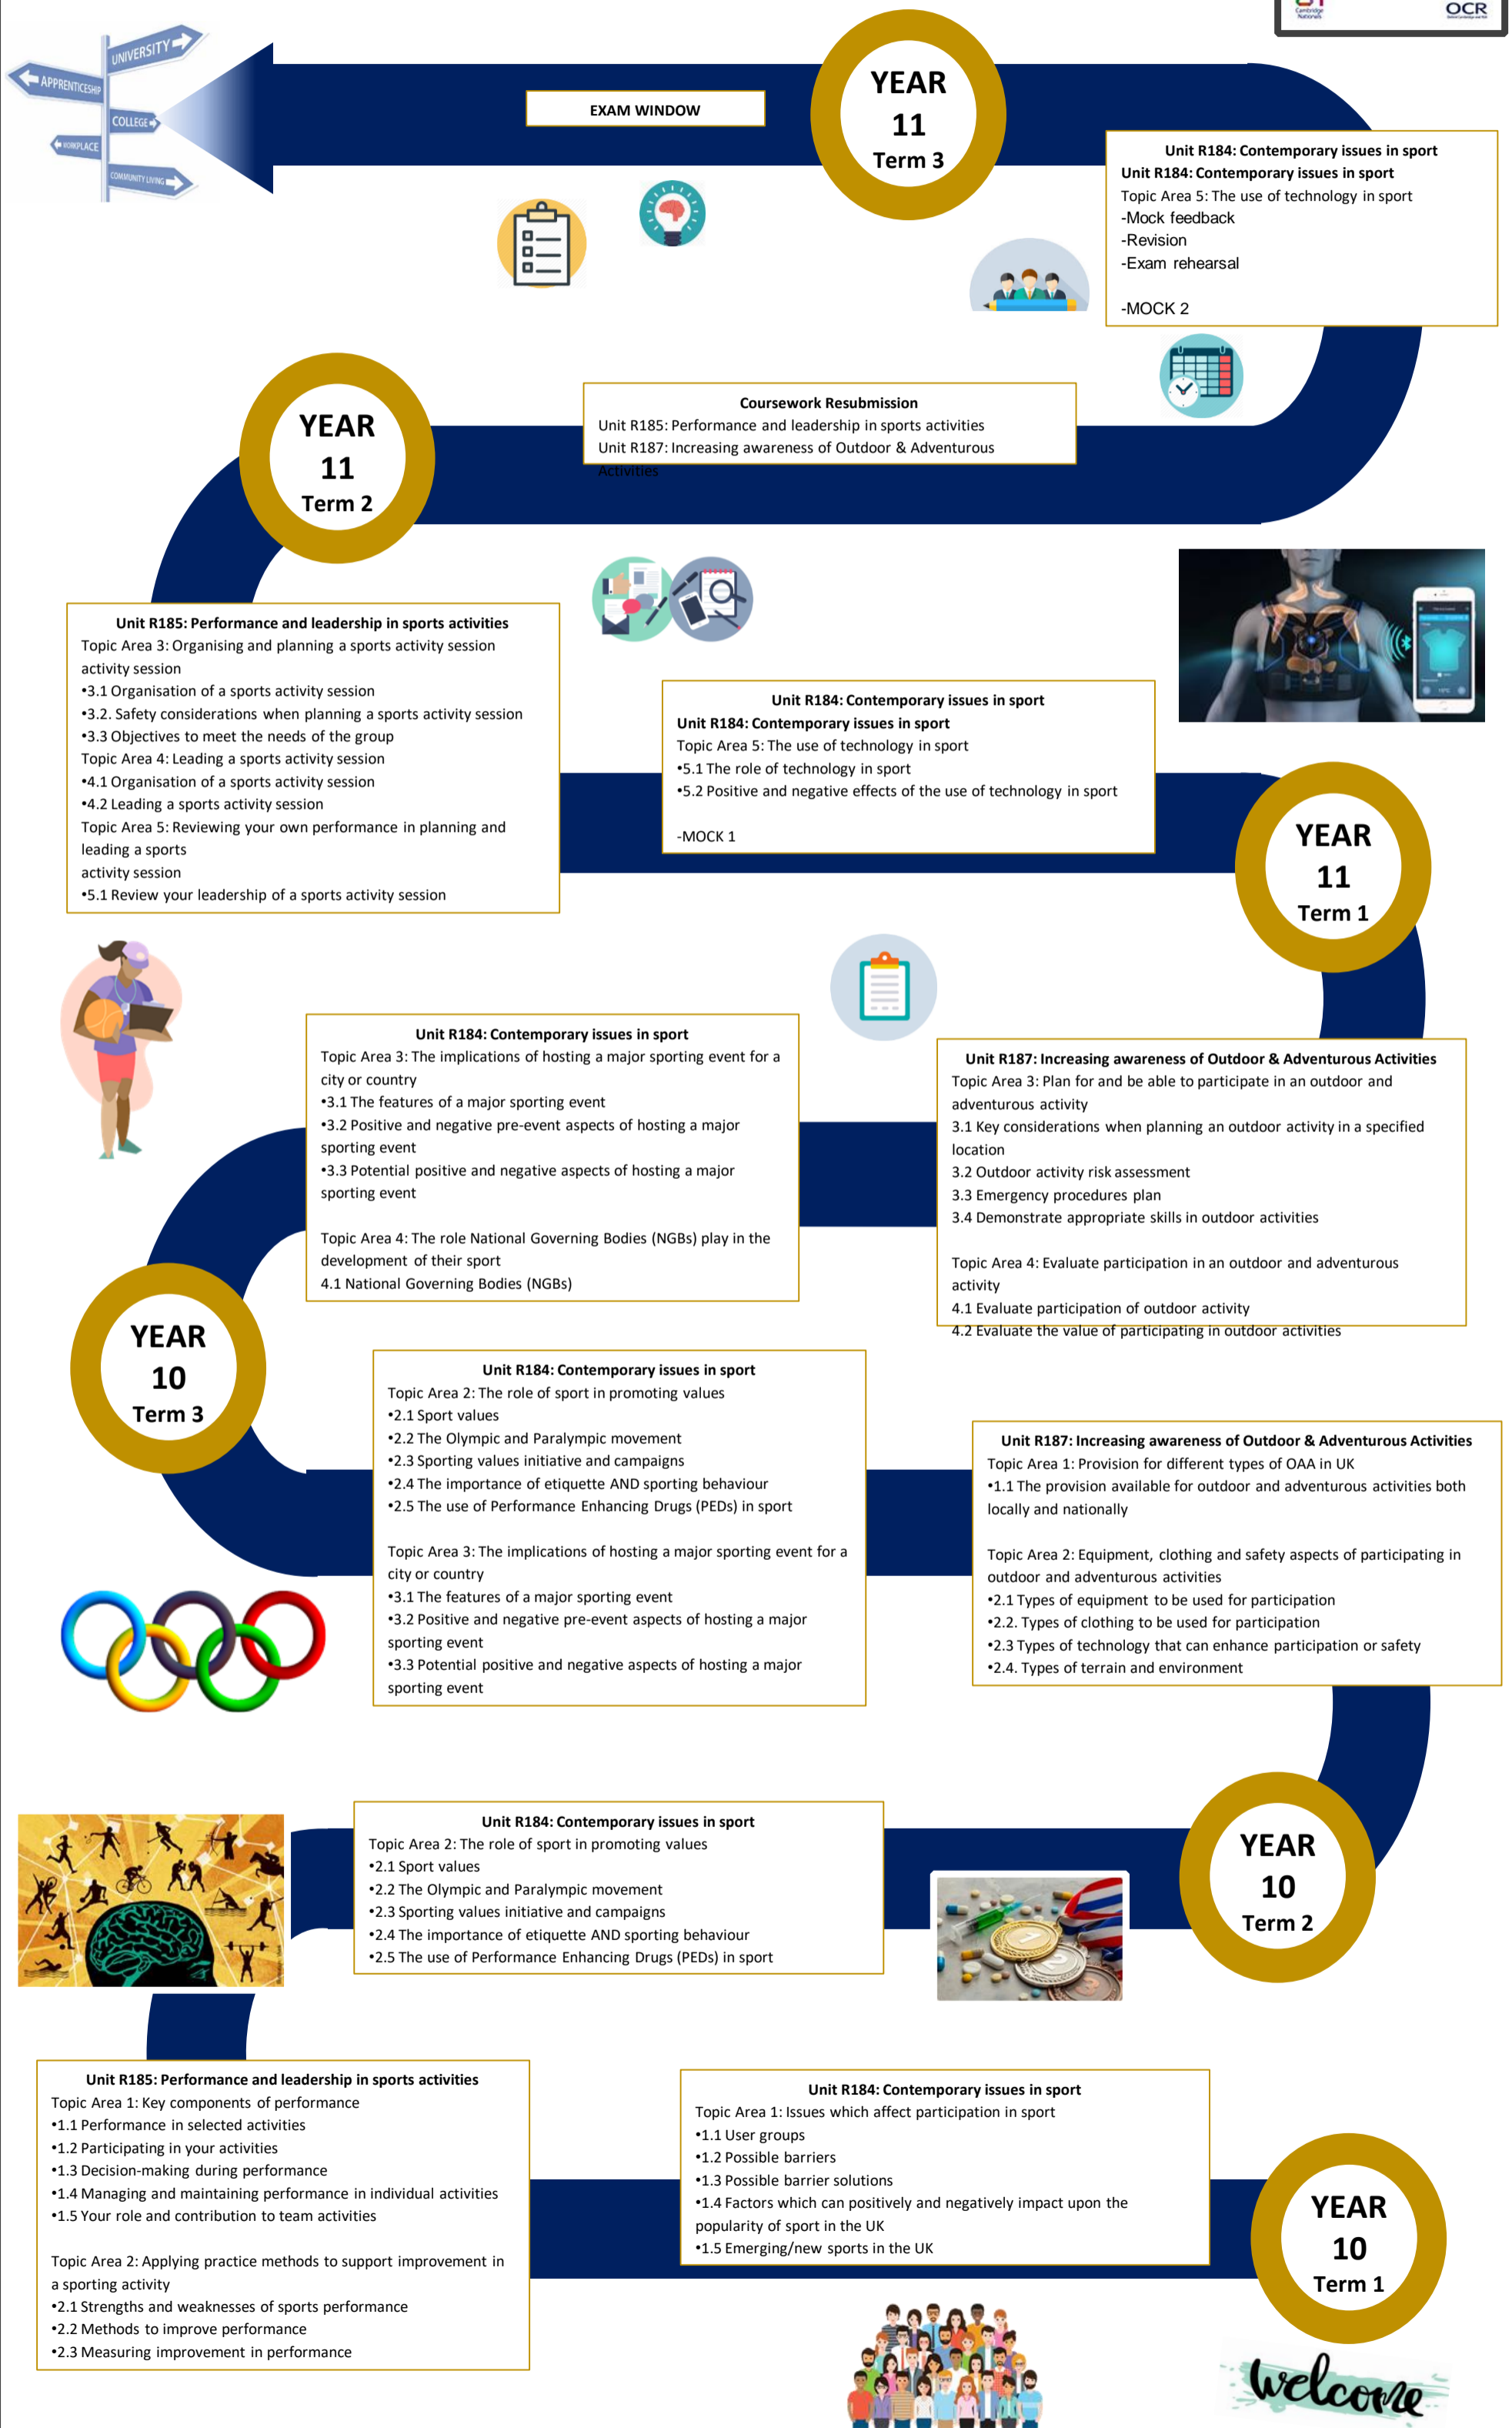 Cambridge
Nationals
OCR
UNIVERSITY
APPRENTICESHIP
COLLEGE
WORKPLACE
COMMUNITY LIVING
EXAM WINDOW
YEAR
11
Term 3
Unit R184: Contemporary issues in sport
Unit R184: Contemporary issues in sport
Topic Area 5: The use of technology in sport
-Mock feedback
-Revision
-Exam rehearsal
-MOCK 2
YEAR
11
Term 2
Coursework Resubmission
Unit R185: Performance and leadership in sports activities
Unit R187: Increasing awareness of Outdoor & Adventurous
Activities
Unit R185: Performance and leadership in sports activities
Topic Area 3: Organising and planning a sports activity session
activity session
•3.1 Organisation of a sports activity session
•3.2. Safety considerations when planning a sports activity session
•3.3 Objectives to meet the needs of the group
Topic Area 4: Leading a sports activity session
•4.1 Organisation of a sports activity session
•4.2 Leading a sports activity session
Topic Area 5: Reviewing your own performance in planning and
leading a sports
activity session
•5.1 Review your leadership of a sports activity session
Unit R184: Contemporary issues in sport
Unit R184: Contemporary issues in sport
Topic Area 5: The use of technology in sport
•5.1 The role of technology in sport
•5.2 Positive and negative effects of the use of technology in sport
-MOCK 1
YEAR
11
Term 1
Unit R184: Contemporary issues in sport
Topic Area 3: The implications of hosting a major sporting event for a
city or country
•3.1 The features of a major sporting event
•3.2 Positive and negative pre-event aspects of hosting a major
sporting event
•3.3 Potential positive and negative aspects of hosting a major
sporting event
Topic Area 4: The role National Governing Bodies (NGBs) play in the
development of their sport
4.1 National Governing Bodies (NGBs)
Unit R187: Increasing awareness of Outdoor & Adventurous Activities
Topic Area 3: Plan for and be able to participate in an outdoor and
adventurous activity
3.1 Key considerations when planning an outdoor activity in a specified
location
3.2 Outdoor activity risk assessment
3.3 Emergency procedures plan
3.4 Demonstrate appropriate skills in outdoor activities
Topic Area 4: Evaluate participation in an outdoor and adventurous
activity
4.1 Evaluate participation of outdoor activity
4.2 Evaluate the value of participating in outdoor activities
YEAR
10
Term 3
Unit R184: Contemporary issues in sport
Topic Area 2: The role of sport in promoting values
•2.1 Sport values
•2.2 The Olympic and Paralympic movement
•2.3 Sporting values initiative and campaigns
•2.4 The importance of etiquette AND sporting behaviour
•2.5 The use of Performance Enhancing Drugs (PEDs) in sport
Topic Area 3: The implications of hosting a major sporting event for a
city or country
•3.1 The features of a major sporting event
•3.2 Positive and negative pre-event aspects of hosting a major
sporting event
•3.3 Potential positive and negative aspects of hosting a major
sporting event
Unit R187: Increasing awareness of Outdoor & Adventurous Activities
Topic Area 1: Provision for different types of OAA in UK
•1.1 The provision available for outdoor and adventurous activities both
locally and nationally
Topic Area 2: Equipment, clothing and safety aspects of participating in
outdoor and adventurous activities
•2.1 Types of equipment to be used for participation
•2.2. Types of clothing to be used for participation
•2.3 Types of technology that can enhance participation or safety
•2.4. Types of terrain and environment
Unit R184: Contemporary issues in sport
Topic Area 2: The role of sport in promoting values
•2.1 Sport values
•2.2 The Olympic and Paralympic movement
•2.3 Sporting values initiative and campaigns
•2.4 The importance of etiquette AND sporting behaviour
•2.5 The use of Performance Enhancing Drugs (PEDs) in sport
YEAR
10
Term 2
Unit R185: Performance and leadership in sports activities
Topic Area 1: Key components of performance
•1.1 Performance in selected activities
•1.2 Participating in your activities
•1.3 Decision-making during performance
•1.4 Managing and maintaining performance in individual activities
•1.5 Your role and contribution to team activities
Topic Area 2: Applying practice methods to support improvement in
a sporting activity
•2.1 Strengths and weaknesses of sports performance
•2.2 Methods to improve performance
•2.3 Measuring improvement in performance
Unit R184: Contemporary issues in sport
Topic Area 1: Issues which affect participation in sport
•1.1 User groups
•1.2 Possible barriers
•1.3 Possible barrier solutions
•1.4 Factors which can positively and negatively impact upon the
popularity of sport in the UK
•1.5 Emerging/new sports in the UK
YEAR
10
Term 1
welcome